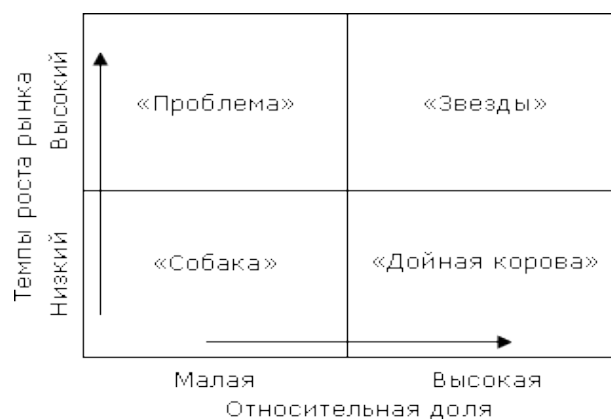 Темпы роста рынка
Высокий
Низкий
«Проблема»
«Звезды»
«Собака»
«Дойная корова»
Малая
Высокая
Относительная доля